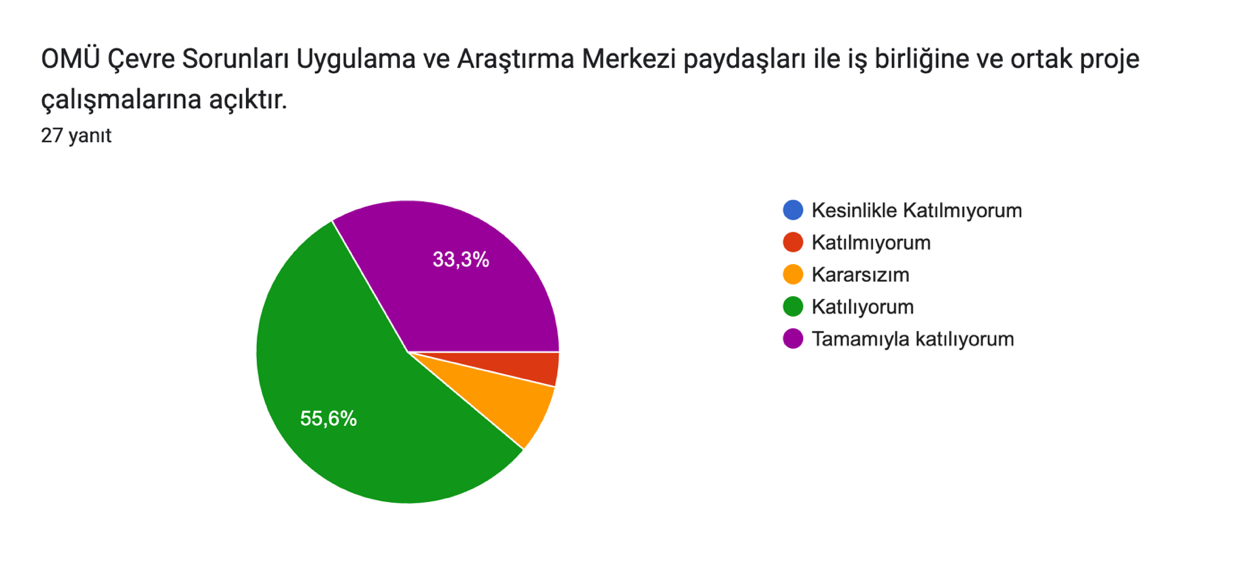 OMÜ Çevre Sorunları Uygulama ve Araştırma Merkezi paydaşları ile iş birliğine ve ortak proje
çalışmalarına açıktır.
27 yanıt
33,3%
55,6%
Kesinlikle Katılmıyorum
Katılmıyorum
Kararsızım
Katılıyorum
Tamamıyla katılıyorum